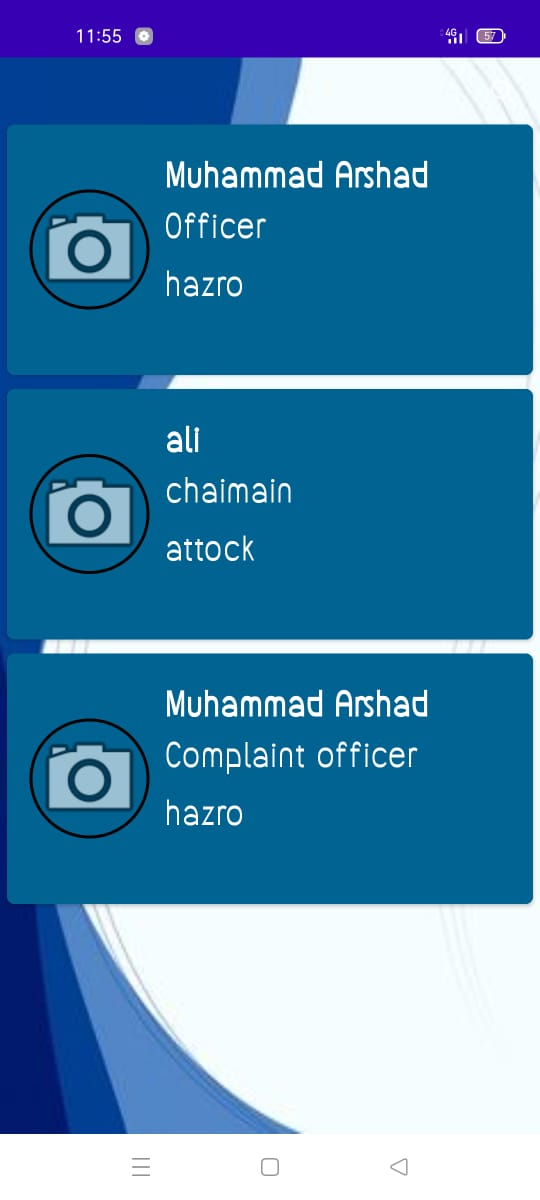 11:55
4G
57
Muhammad Arshad
Officer
hazro
ali
chaimain
attock
Muhammad Arshad
Complaint officer
hazro